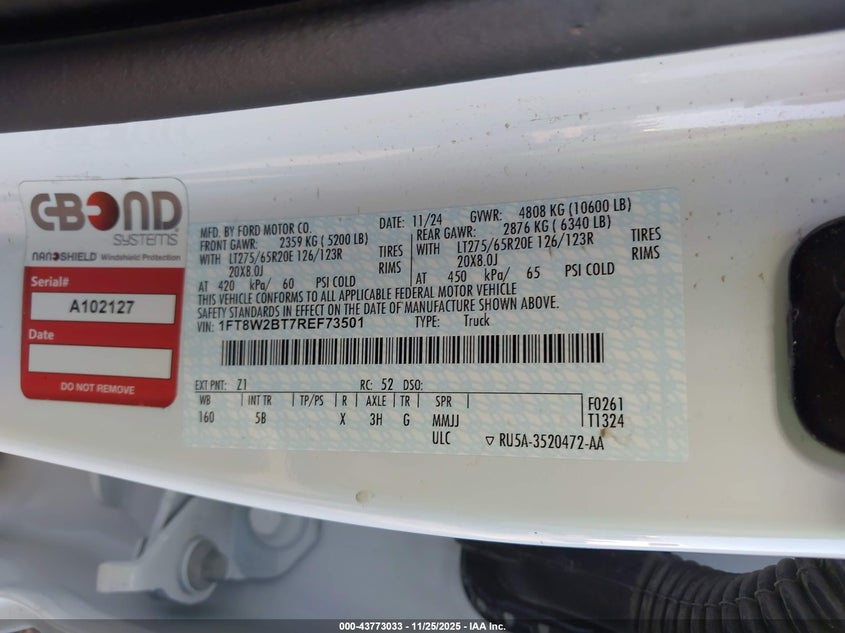 C-BOND
SYSTEMS
NANOSHIELD Windshield Protection
Serial#
A102127
Date:
DO NOT REMOVE
MFD. BY FORD MOTOR CO.
DATE: 11/24 GVWR: 4808 KG (10600 LB)
FRONT GAWR: 2359 KG ( 5200 LB)
REAR GAWR: 2876 KG ( 6340 LB)
WITH LT275/65R20E 126/123R TIRES
WITH LT275/65R20E 126/123R TIRES
20X8.0J RIMS
20X8.0J RIMS
AT 420 kPa/ 60 PSI COLD
AT 450 kPa/ 65 PSI COLD
THIS VEHICLE CONFORMS TO ALL APPLICABLE FEDERAL MOTOR VEHICLE
SAFETY STANDARDS IN EFFECT ON THE DATE OF MANUFACTURE SHOWN ABOVE.
VIN: 1FT8W2BT7REF73501 TYPE: Truck
EXT PNT: Z1 RC: 52 DSO:
WB INT TR TP/PS R AXLE TR SPR
160 5B X 3H G MMJJ
ULC
F0261
T1324
▽ RU5A-3520472-AA
000-43773033 — 11/25/2025 — IAA Inc.